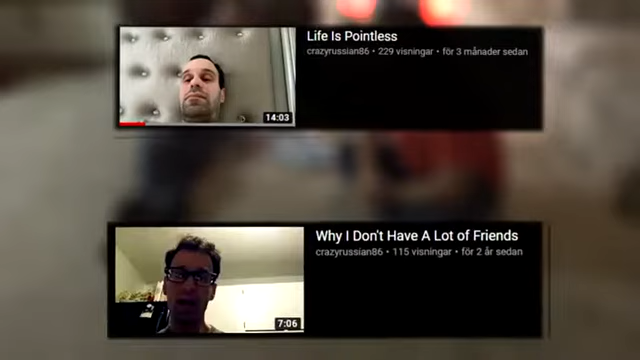 Life Is Pointless
crazyrussian86 • 229 visningar • för 3 månader sedan
14:03
Why I Don't Have A Lot of Friends
crazyrussian86 • 115 visningar • för 2 år sedan
7:06